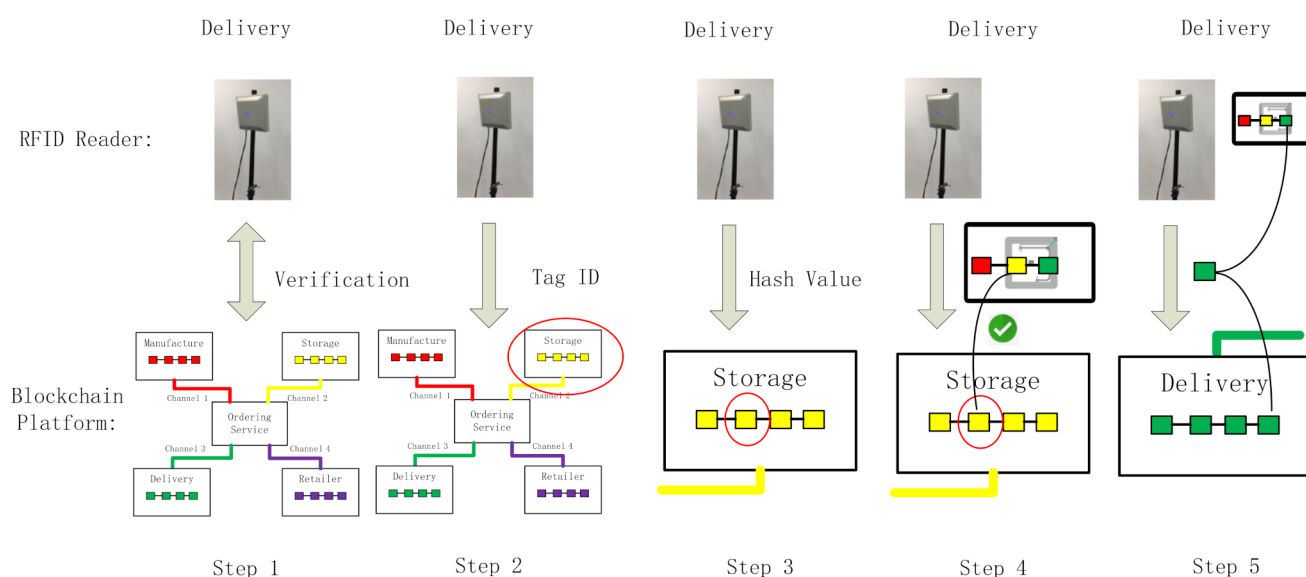 Delivery
Delivery
Delivery
Delivery
Delivery
RFID Reader:
Verification
Tag ID
Hash Value
Blockchain
Platform:
Manufacture
Storage
Channel 1
Channel 2
Ordering
Service
Channel 3
Channel 4
Delivery
Retailer
Manufacture
Storage
Channel 1
Channel 2
Ordering
Service
Channel 3
Channel 4
Delivery
Retailer
Storage
Storage
Delivery
Step 1
Step 2
Step 3
Step 4
Step 5